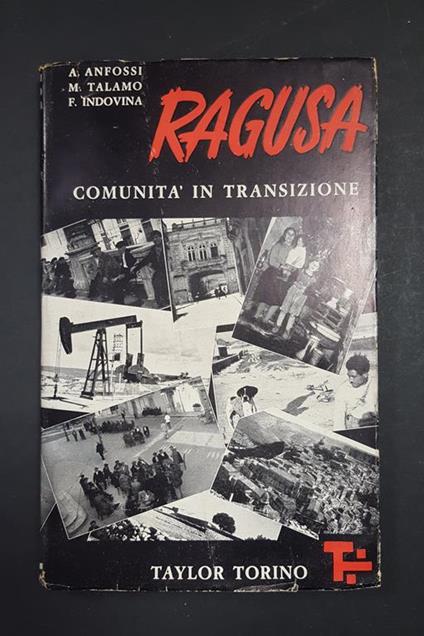 A. ANFOSSI
M. TALAMO
F. INDOVINA
RAGUSA
COMUNITA' IN TRANSIZIONE
TAYLOR TORINO